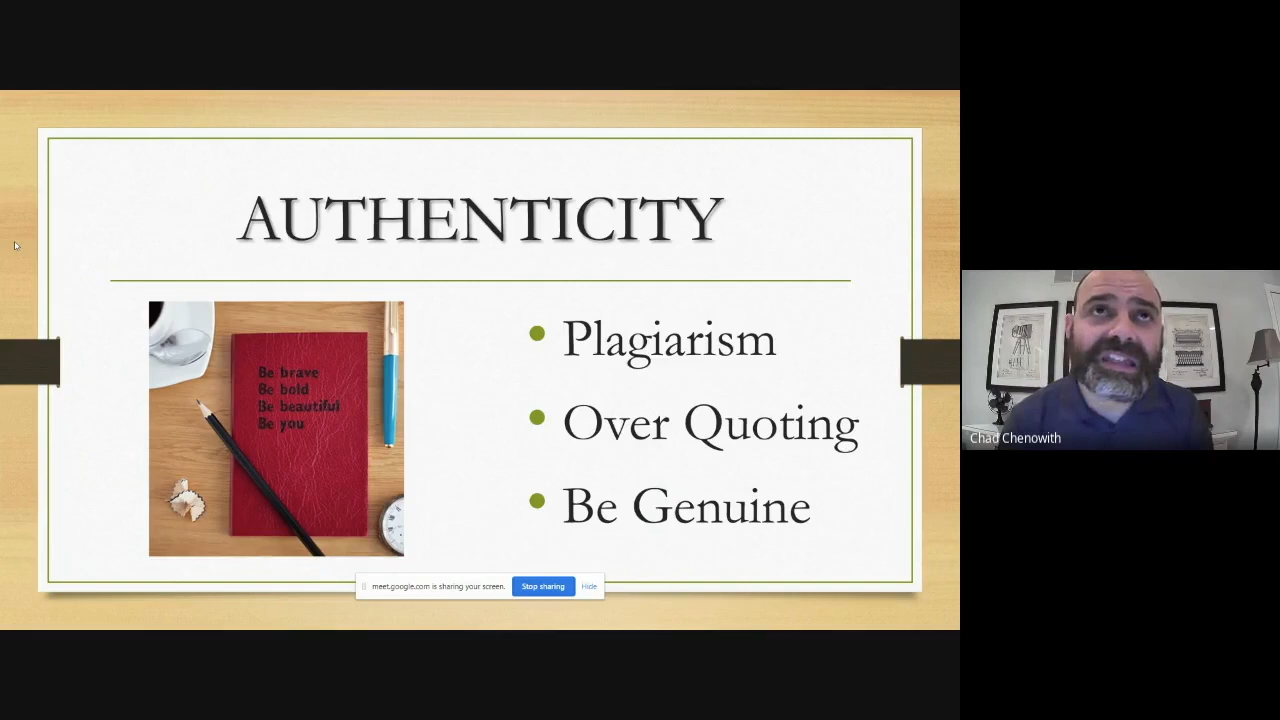 AUTHENTICITY
Be brave
Be bold
Be beautiful
Be you
Plagiarism
Over Quoting
Be Genuine
meet.google.com is sharing your screen. Stop sharing Hide
Chad Chenowith